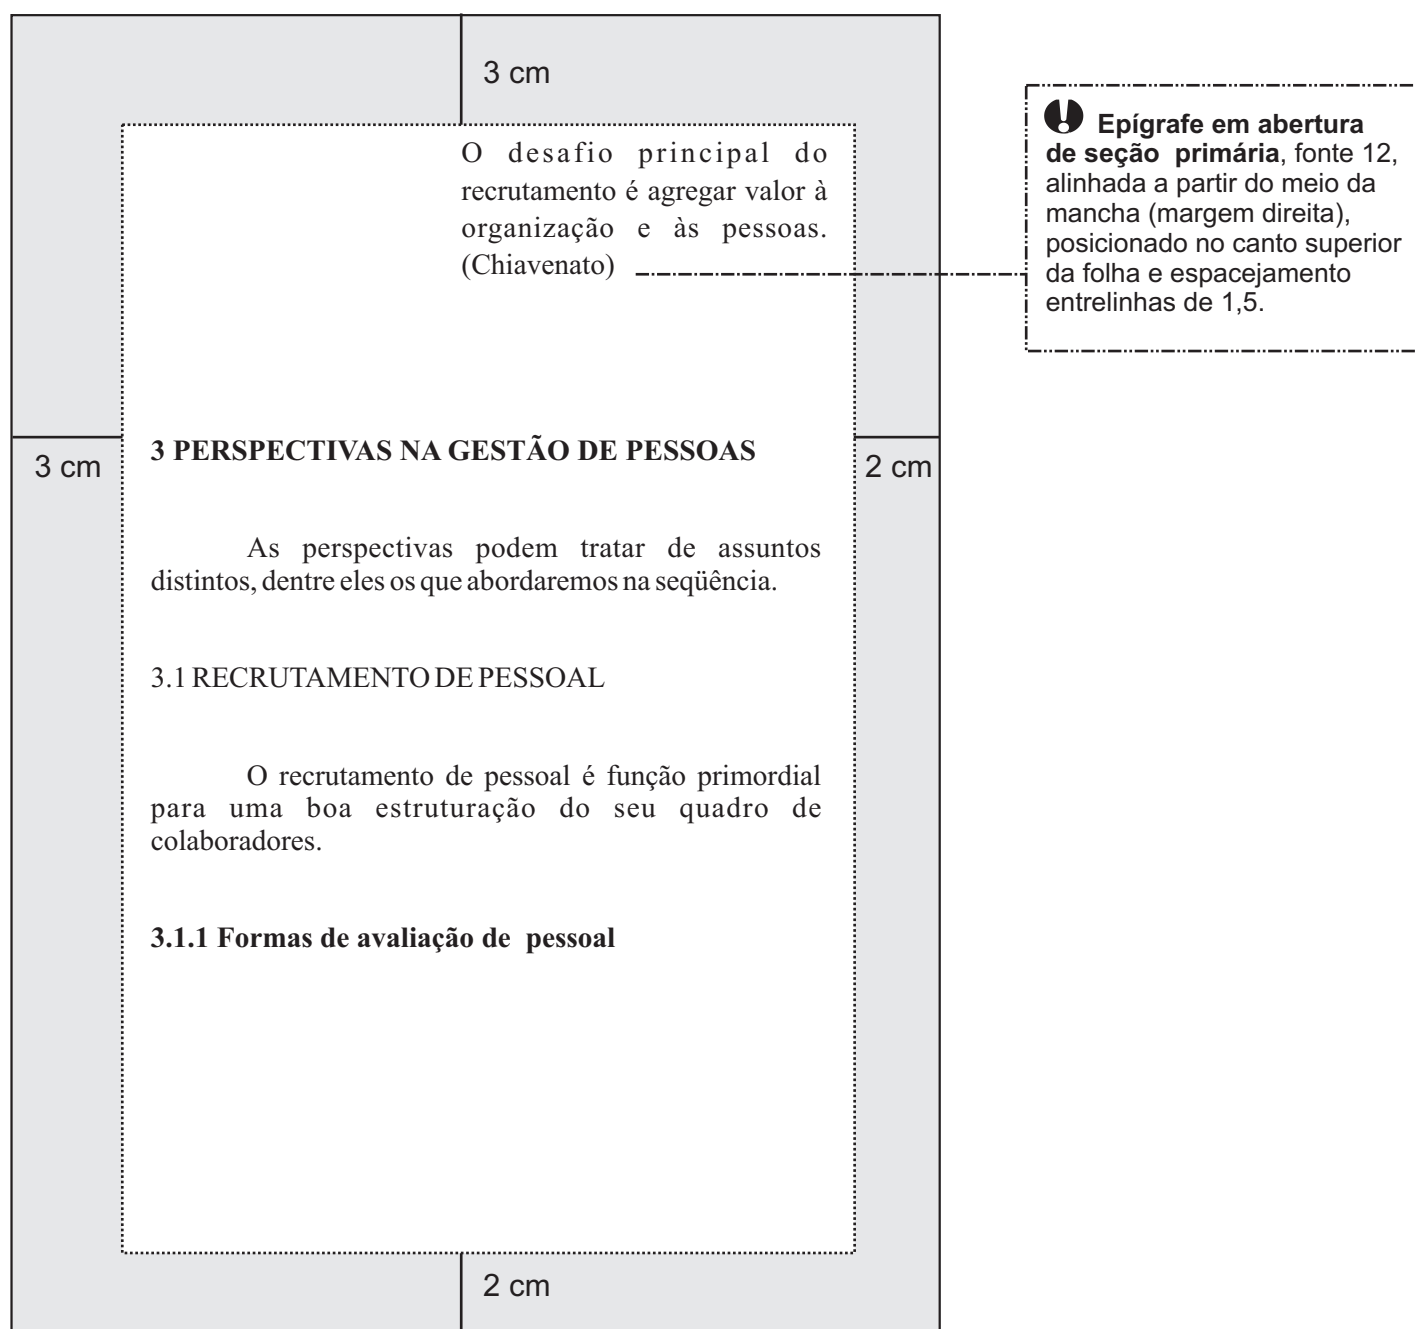 3 cm
O desafio principal do
recrutamento é agregar valor à
organização e às pessoas.
(Chiavenato)
Epígrafe em abertura
de seção primária, fonte 12,
alinhada a partir do meio da
mancha (margem direita),
posicionado no canto superior
da folha e espacejamento
entrelinhas de 1,5.
3 cm
3 PERSPECTIVAS NA GESTÃO DE PESSOAS
2 cm
As perspectivas podem tratar de assuntos
distintos, dentre eles os que abordaremos na seqüência.
3.1 RECRUTAMENTO DE PESSOAL
O recrutamento de pessoal é função primordial
para uma boa estruturação do seu quadro de
colaboradores.
3.1.1 Formas de avaliação de pessoal
2 cm